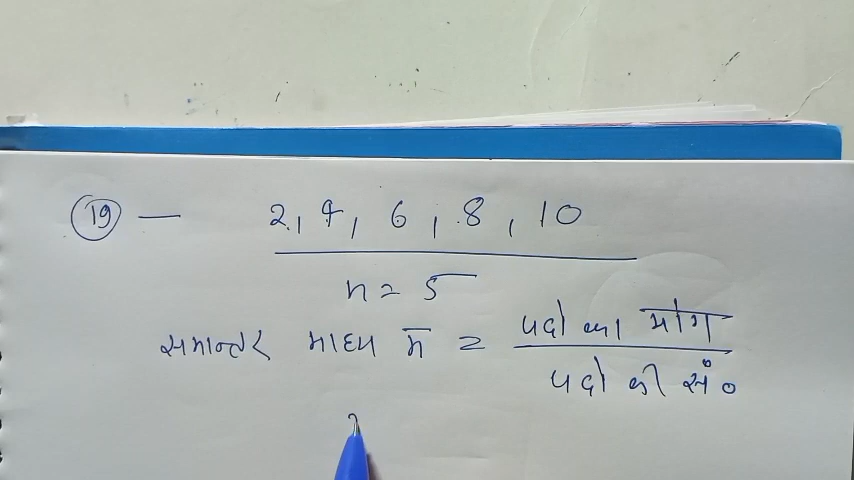 19 — 2, 4, 6, 8, 10
n = 5
समान्तर माध्य n̅ = पदो का योग
पदो की सं०